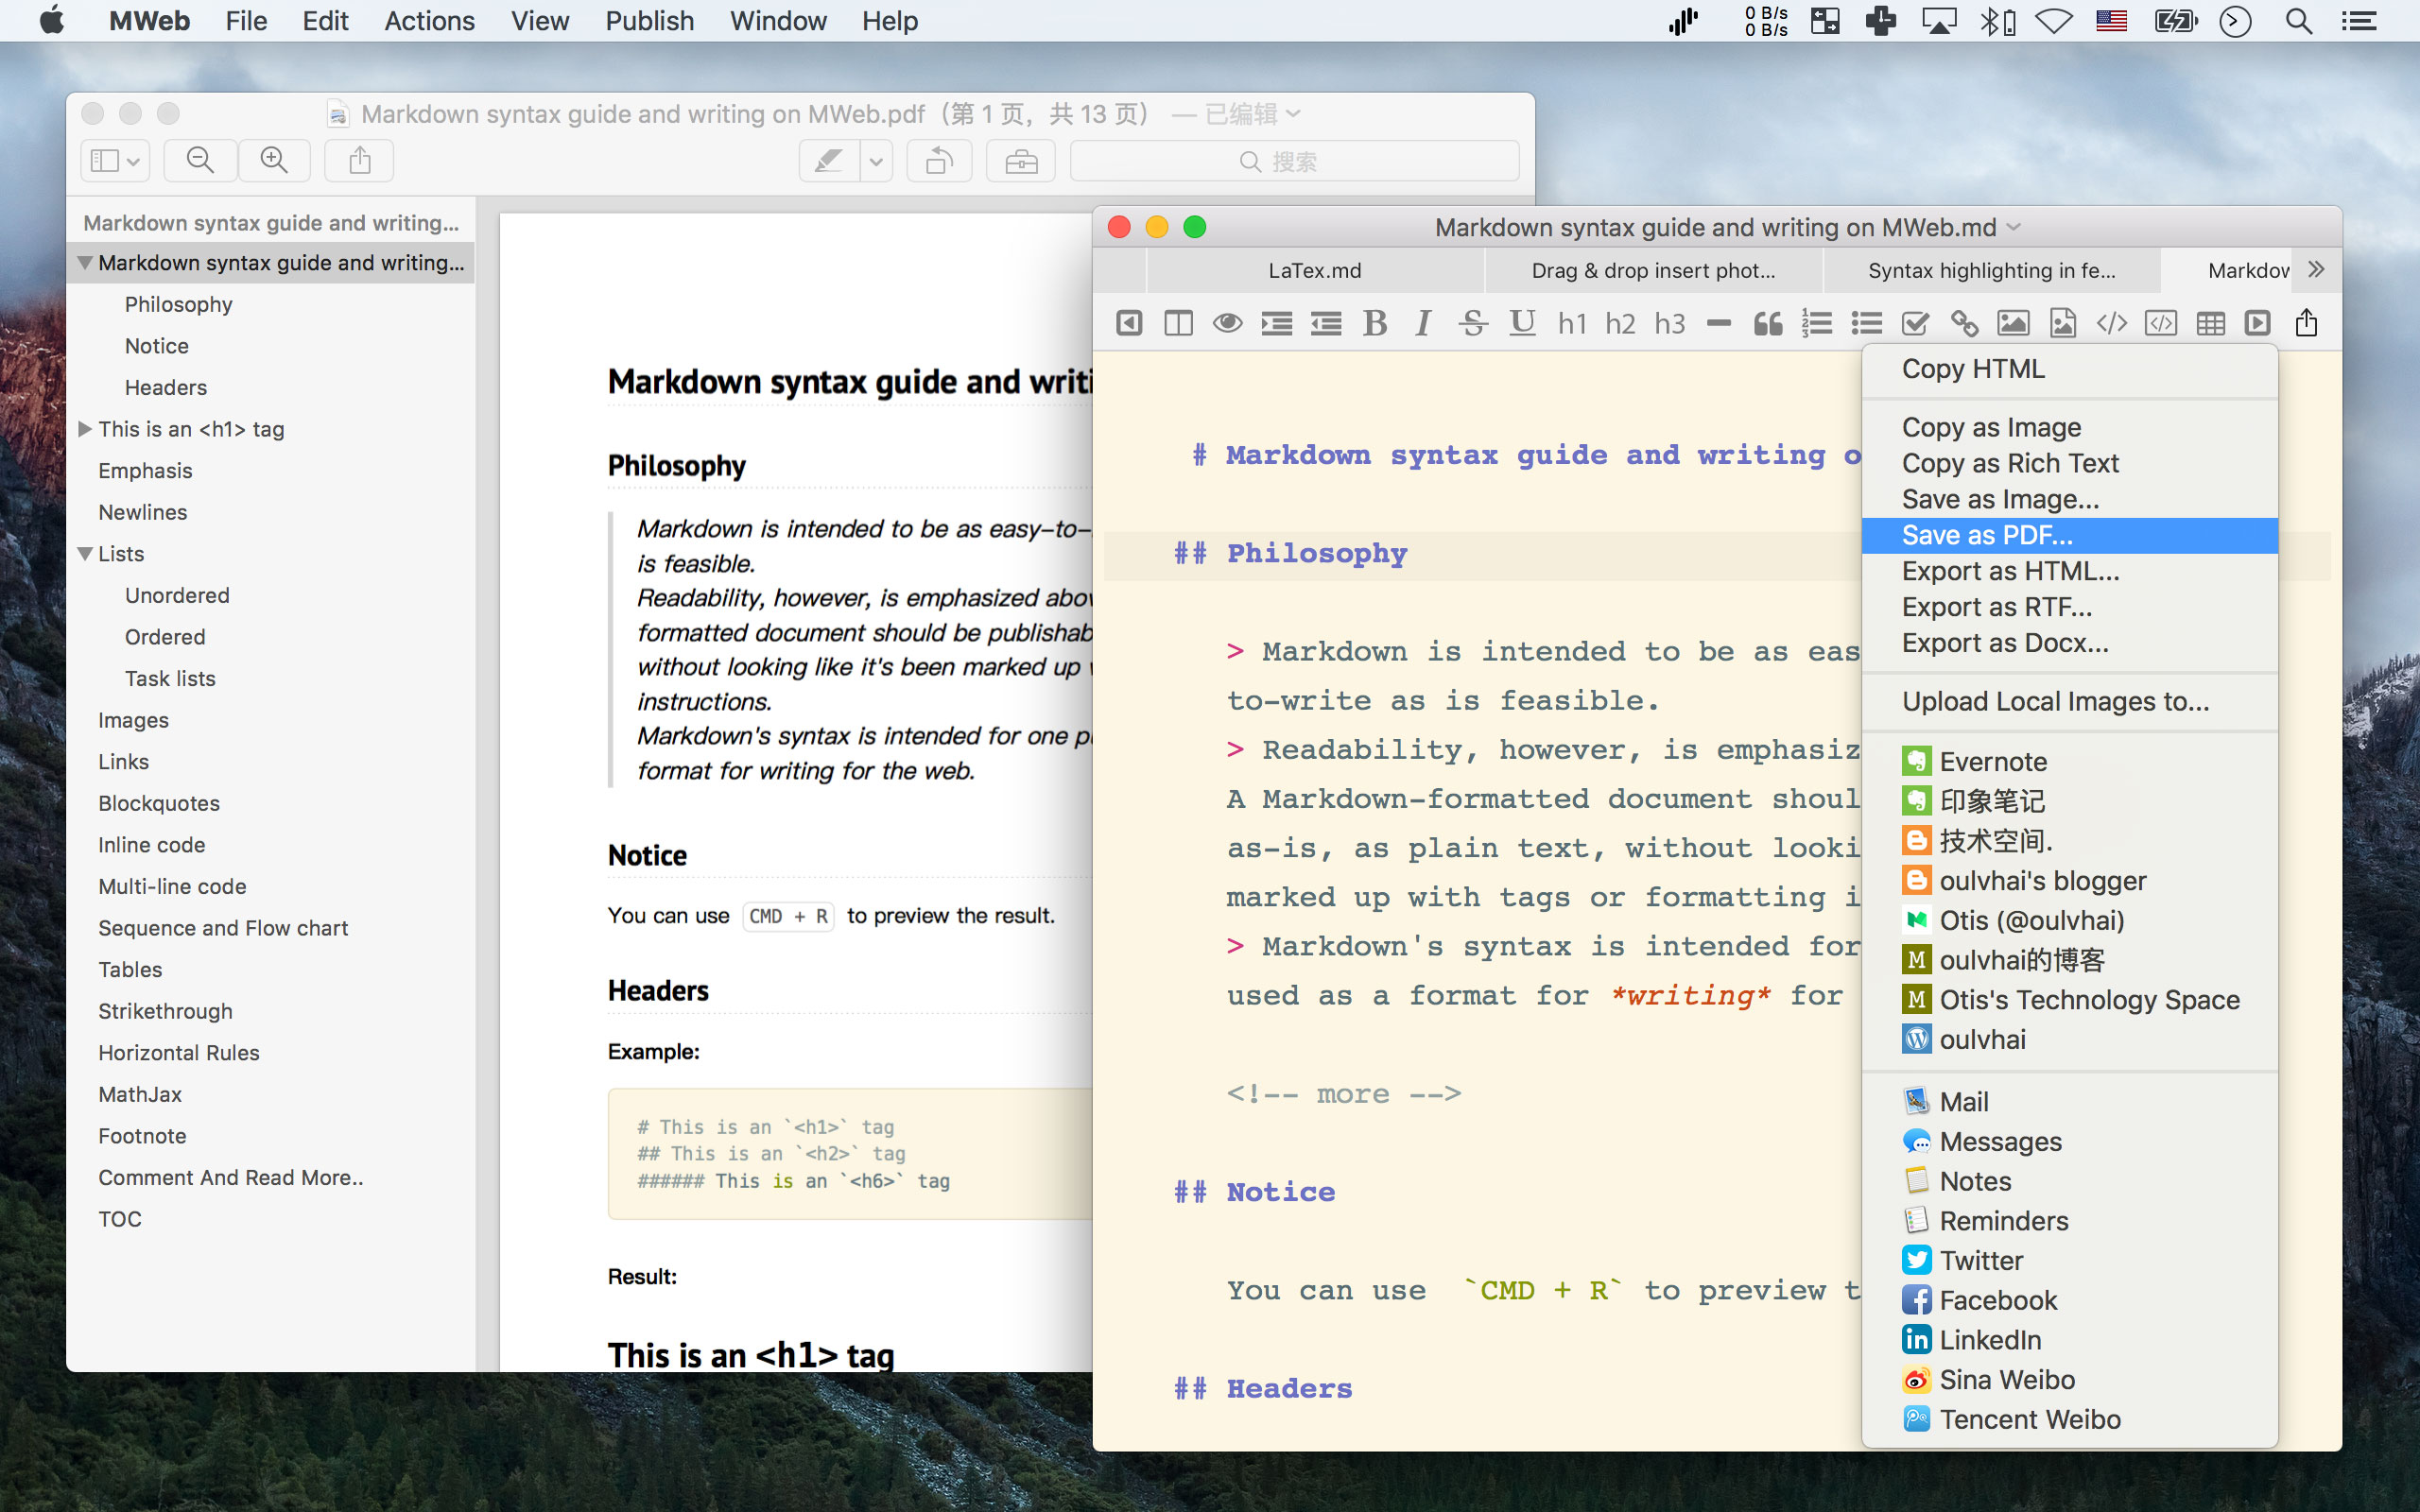 MWeb File Edit Actions View Publish Window Help
0 B/s
0 B/s
Markdown syntax guide and writing on MWeb.pdf（第 1 页，共 13 页） — 已编辑
搜索
Markdown syntax guide and writing...
Markdown syntax guide and writing...
Philosophy
Notice
Headers
This is an <h1> tag
Emphasis
Newlines
Lists
Unordered
Ordered
Task lists
Images
Links
Blockquotes
Inline code
Multi-line code
Sequence and Flow chart
Tables
Strikethrough
Horizontal Rules
MathJax
Footnote
Comment And Read More..
TOC
Markdown syntax guide and writi
Philosophy
Markdown is intended to be as easy-to-
is feasible.
Readability, however, is emphasized abov
formatted document should be publishab
without looking like it's been marked up
instructions.
Markdown's syntax is intended for one p
format for writing for the web.
Notice
You can use CMD + R to preview the result.
Headers
Example:
# This is an `<h1>` tag
## This is an `<h2>` tag
###### This is an `<h6>` tag
Result:
This is an <h1> tag
Markdown syntax guide and writing on MWeb.md
LaTex.md Drag & drop insert phot... Syntax highlighting in fe... Markdow
B I S U h1 h2 h3
# Markdown syntax guide and writing o
## Philosophy
> Markdown is intended to be as eas
to-write as is feasible.
> Readability, however, is emphasiz
A Markdown-formatted document shoul
as-is, as plain text, without looki
marked up with tags or formatting i
> Markdown's syntax is intended for
used as a format for *writing* for
<!-- more -->
## Notice
You can use `CMD + R` to preview t
## Headers
Copy HTML
Copy as Image
Copy as Rich Text
Save as Image...
Save as PDF...
Export as HTML...
Export as RTF...
Export as Docx...
Upload Local Images to...
Evernote
印象笔记
技术空间.
oulvhai's blogger
Otis (@oulvhai)
M oulvhai的博客
M Otis's Technology Space
oulvhai
Mail
Messages
Notes
Reminders
Twitter
Facebook
LinkedIn
Sina Weibo
Tencent Weibo